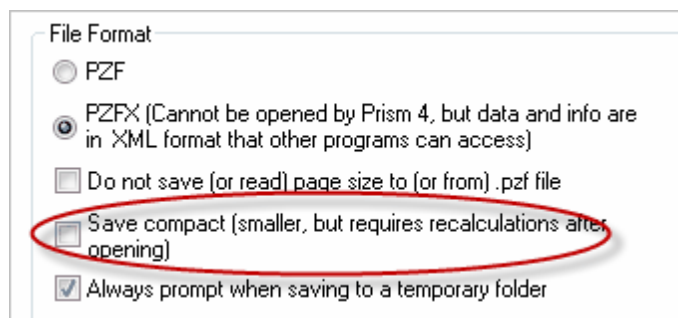 File Format
PZF
PZFX (Cannot be opened by Prism 4, but data and info are
in XML format that other programs can access)
Do not save (or read) page size to (or from) .pzf file
Save compact (smaller, but requires recalculations after
opening)
Always prompt when saving to a temporary folder